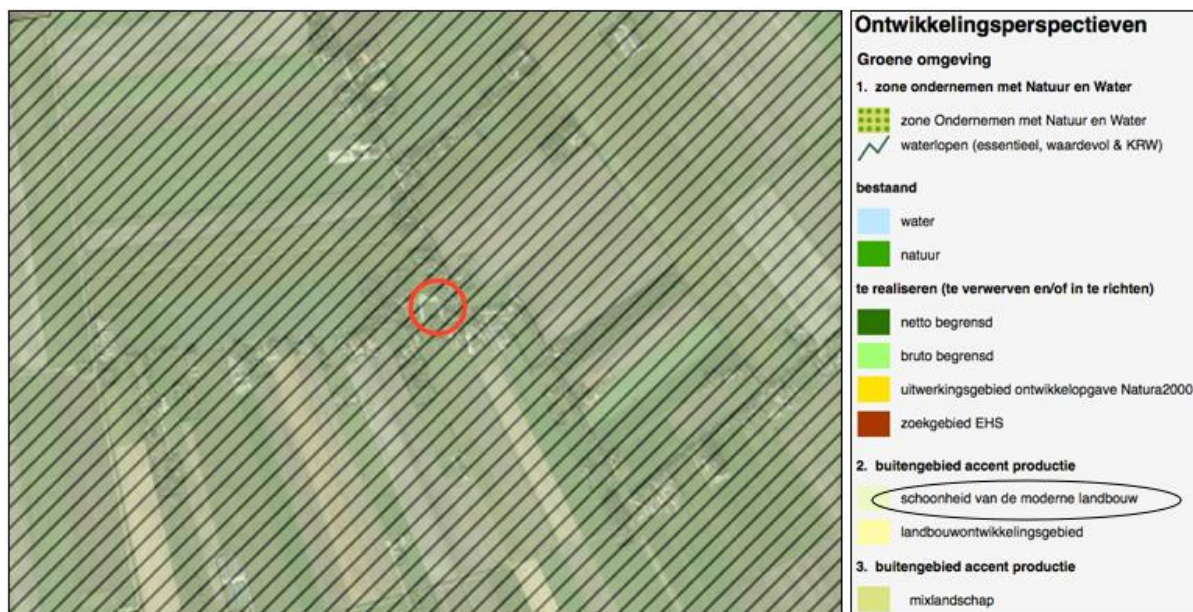 Ontwikkelingsperspectieven
Groene omgeving
1. zone ondernemen met Natuur en Water
zone Ondernemen met Natuur en Water
waterlopen (essentieel, waardevol & KRW)
bestaand
water
natuur
te realiseren (te verwerven en/of in te richten)
netto begrensd
bruto begrensd
uitwerkingsgebied ontwikkelopgave Natura2000
zoekgebied EHS
2. buitengebied accent productie
schoonheid van de moderne landbouw
landbouwontwikkelingsgebied
3. buitengebied accent productie
mixlandschap